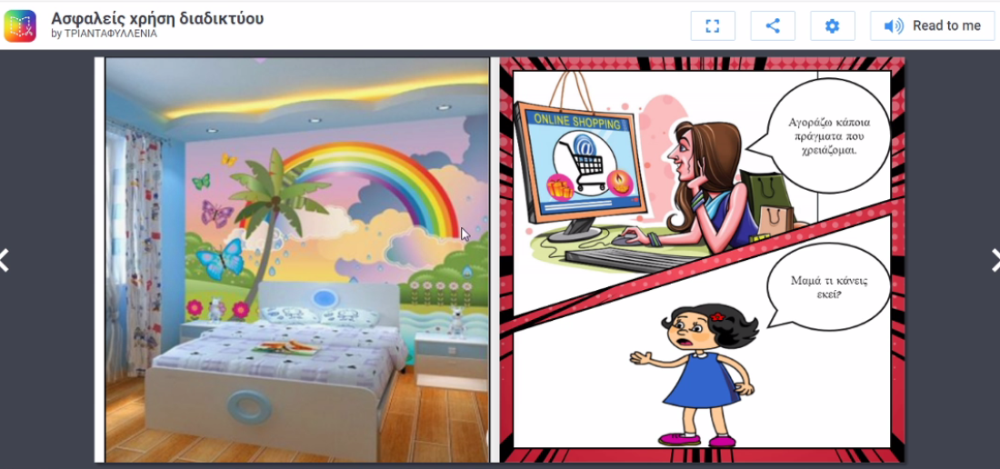 Ασφαλείς χρήση διαδικτύου
by ΤΡΙΑΝΤΑΦΥΛΛΕΝΙΑ
Read to me
ONLINE SHOPPING
@
Αγοράζω κάποια
πράγματα που
χρειάζομαι.
Μαμά τι κάνεις
εκεί?